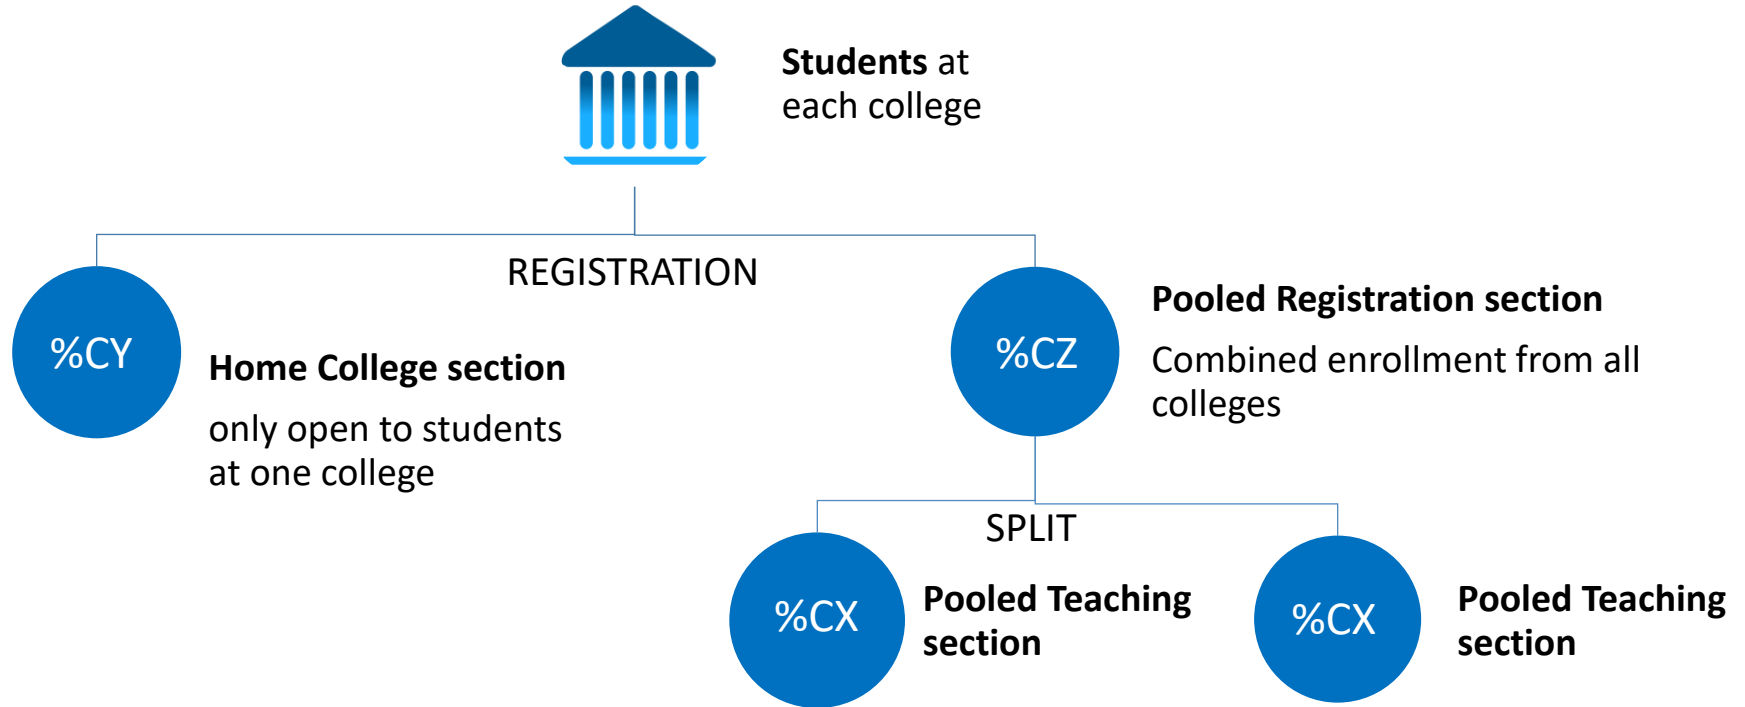 Students at
each college
REGISTRATION
%CY
Home College section
only open to students
at one college
%CZ
Pooled Registration section
Combined enrollment from all
colleges
SPLIT
%CX
Pooled Teaching
section
%CX
Pooled Teaching
section